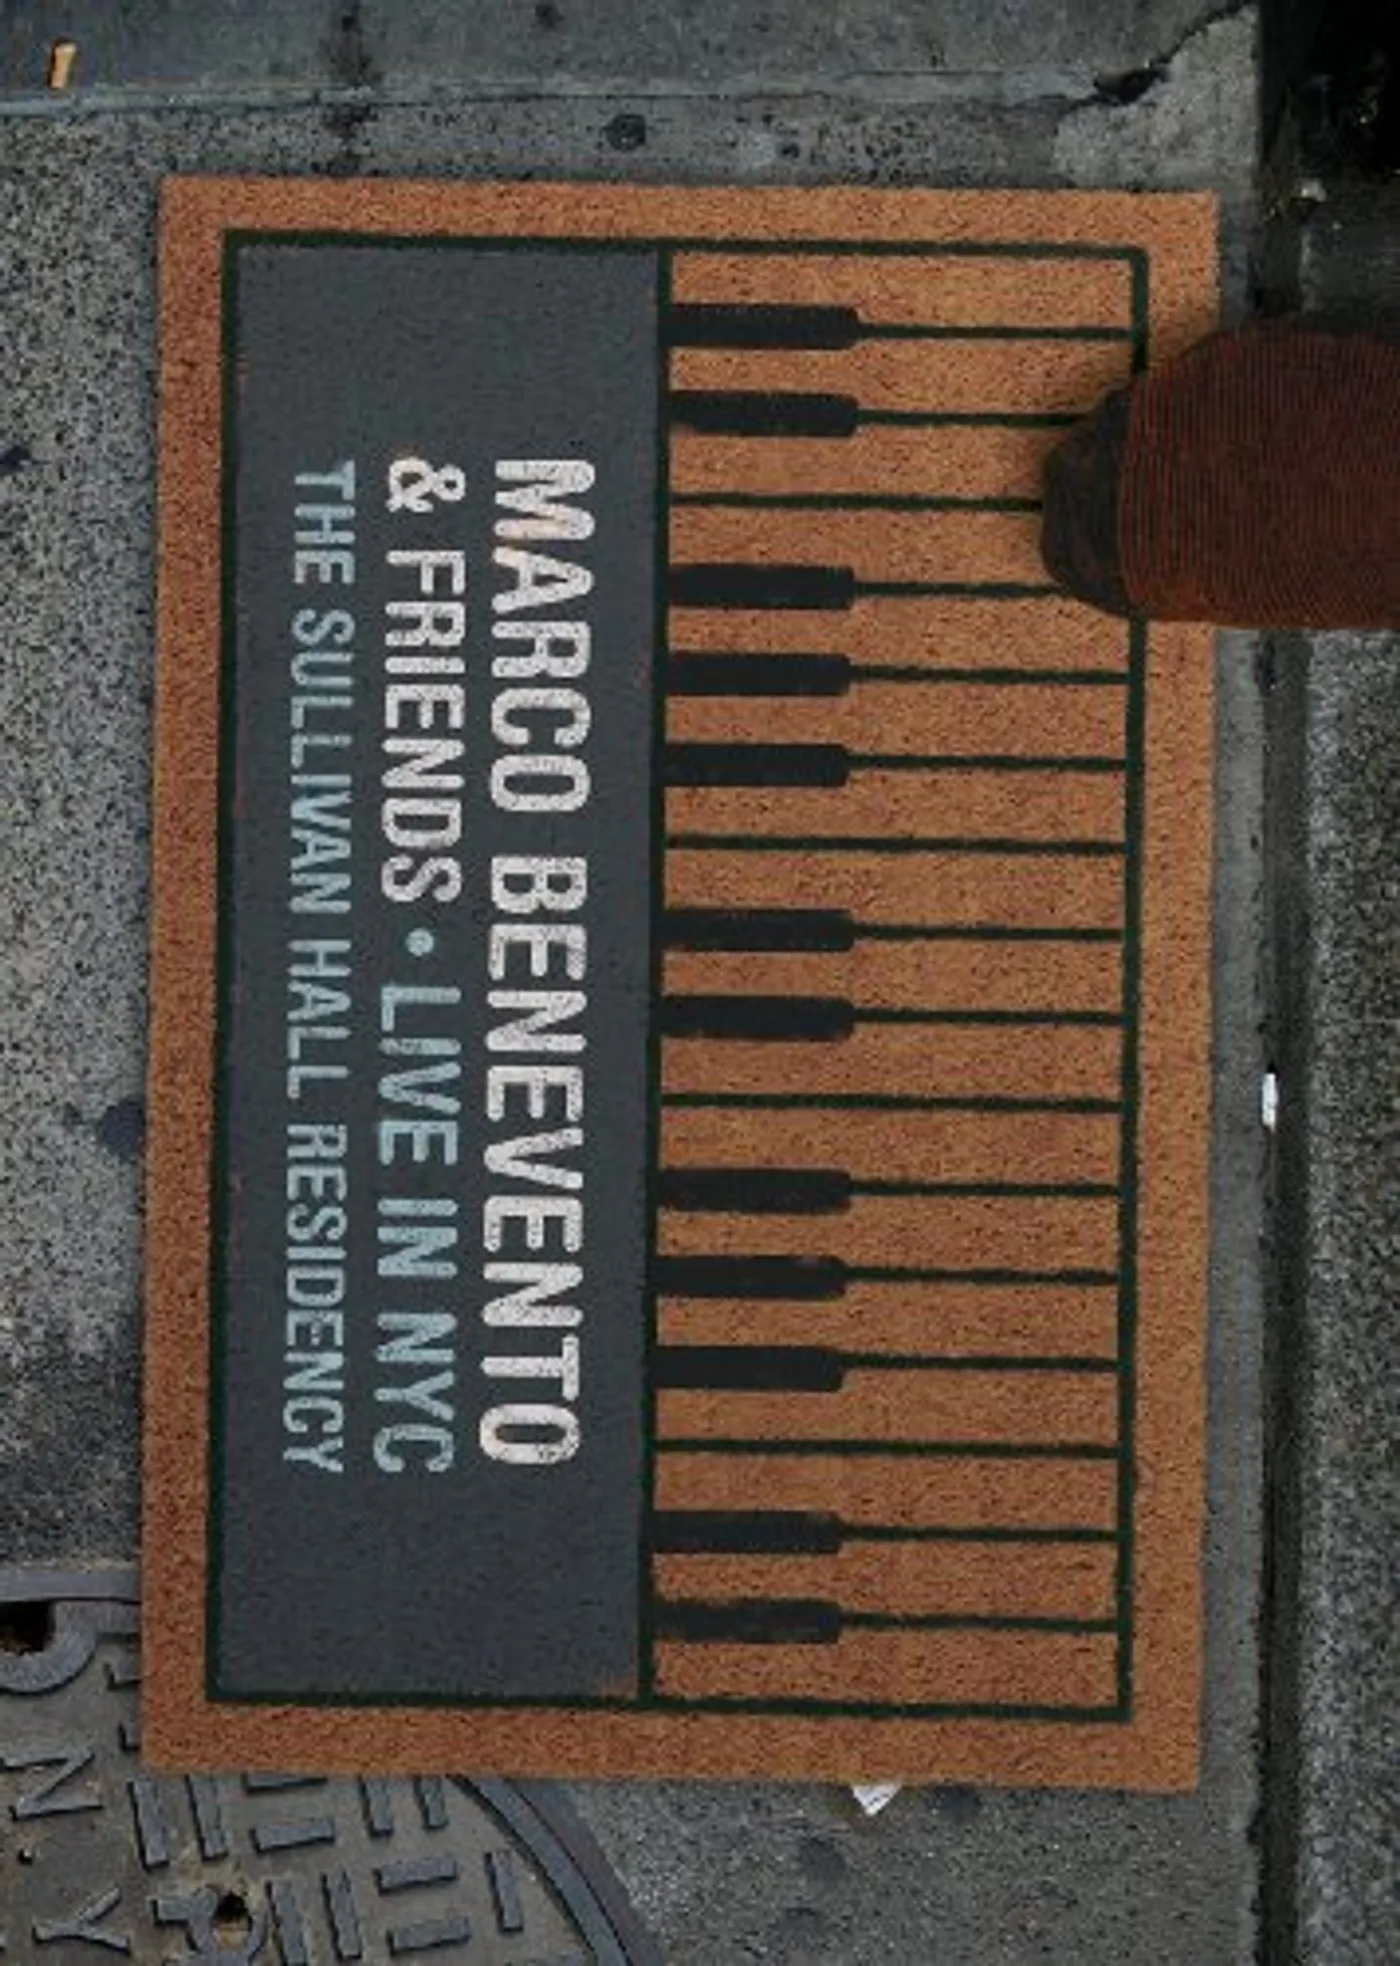 MARCO BENEVENTO
& FRIENDS • LIVE IN NYC
THE SULLIVAN HALL RESIDENCY